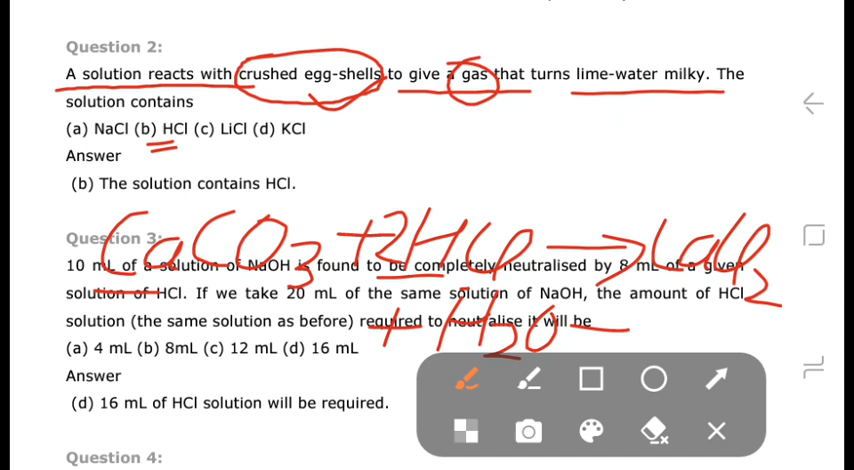 Question 2:
A solution reacts with crushed egg-shells to give a gas that turns lime-water milky. The
solution contains
(a) NaCl (b) HCl (c) LiCl (d) KCl
Answer
(b) The solution contains HCl.
CaCO3 + 2HCl → CaCl2
+ H2O
Question 3:
10 mL of a solution of NaOH is found to be completely neutralised by 8 mL of a given
solution of HCl. If we take 20 mL of the same solution of NaOH, the amount of HCl
solution (the same solution as before) required to neutralise it will be
(a) 4 mL (b) 8mL (c) 12 mL (d) 16 mL
Answer
(d) 16 mL of HCl solution will be required.
Question 4: